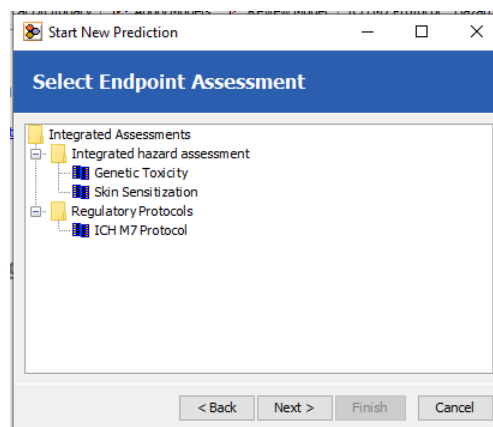 Start New Prediction
Select Endpoint Assessment
Integrated Assessments
Integrated hazard assessment
Genetic Toxicity
Skin Sensitization
Regulatory Protocols
ICH M7 Protocol
< Back Next > Finish Cancel